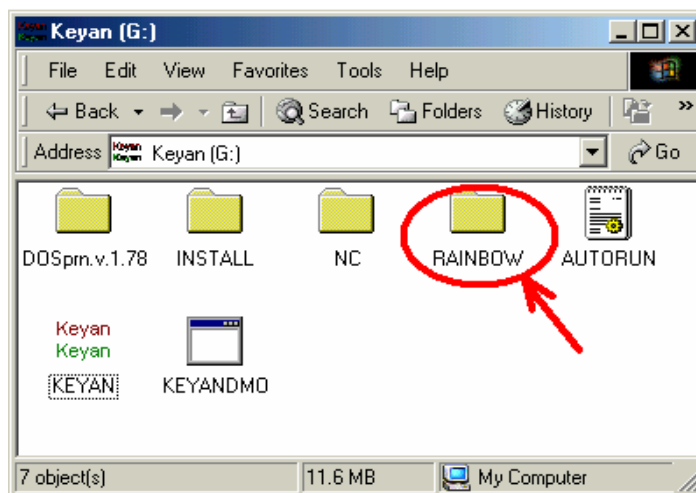 Keyan (G:)
File Edit View Favorites Tools Help
Back Search Folders History »
Address Keyan (G:) Go
DOSprn.v.1.78 INSTALL NC RAINBOW AUTORUN
Keyan
Keyan
KEYAN KEYANDMO
7 object(s) 11.6 MB My Computer